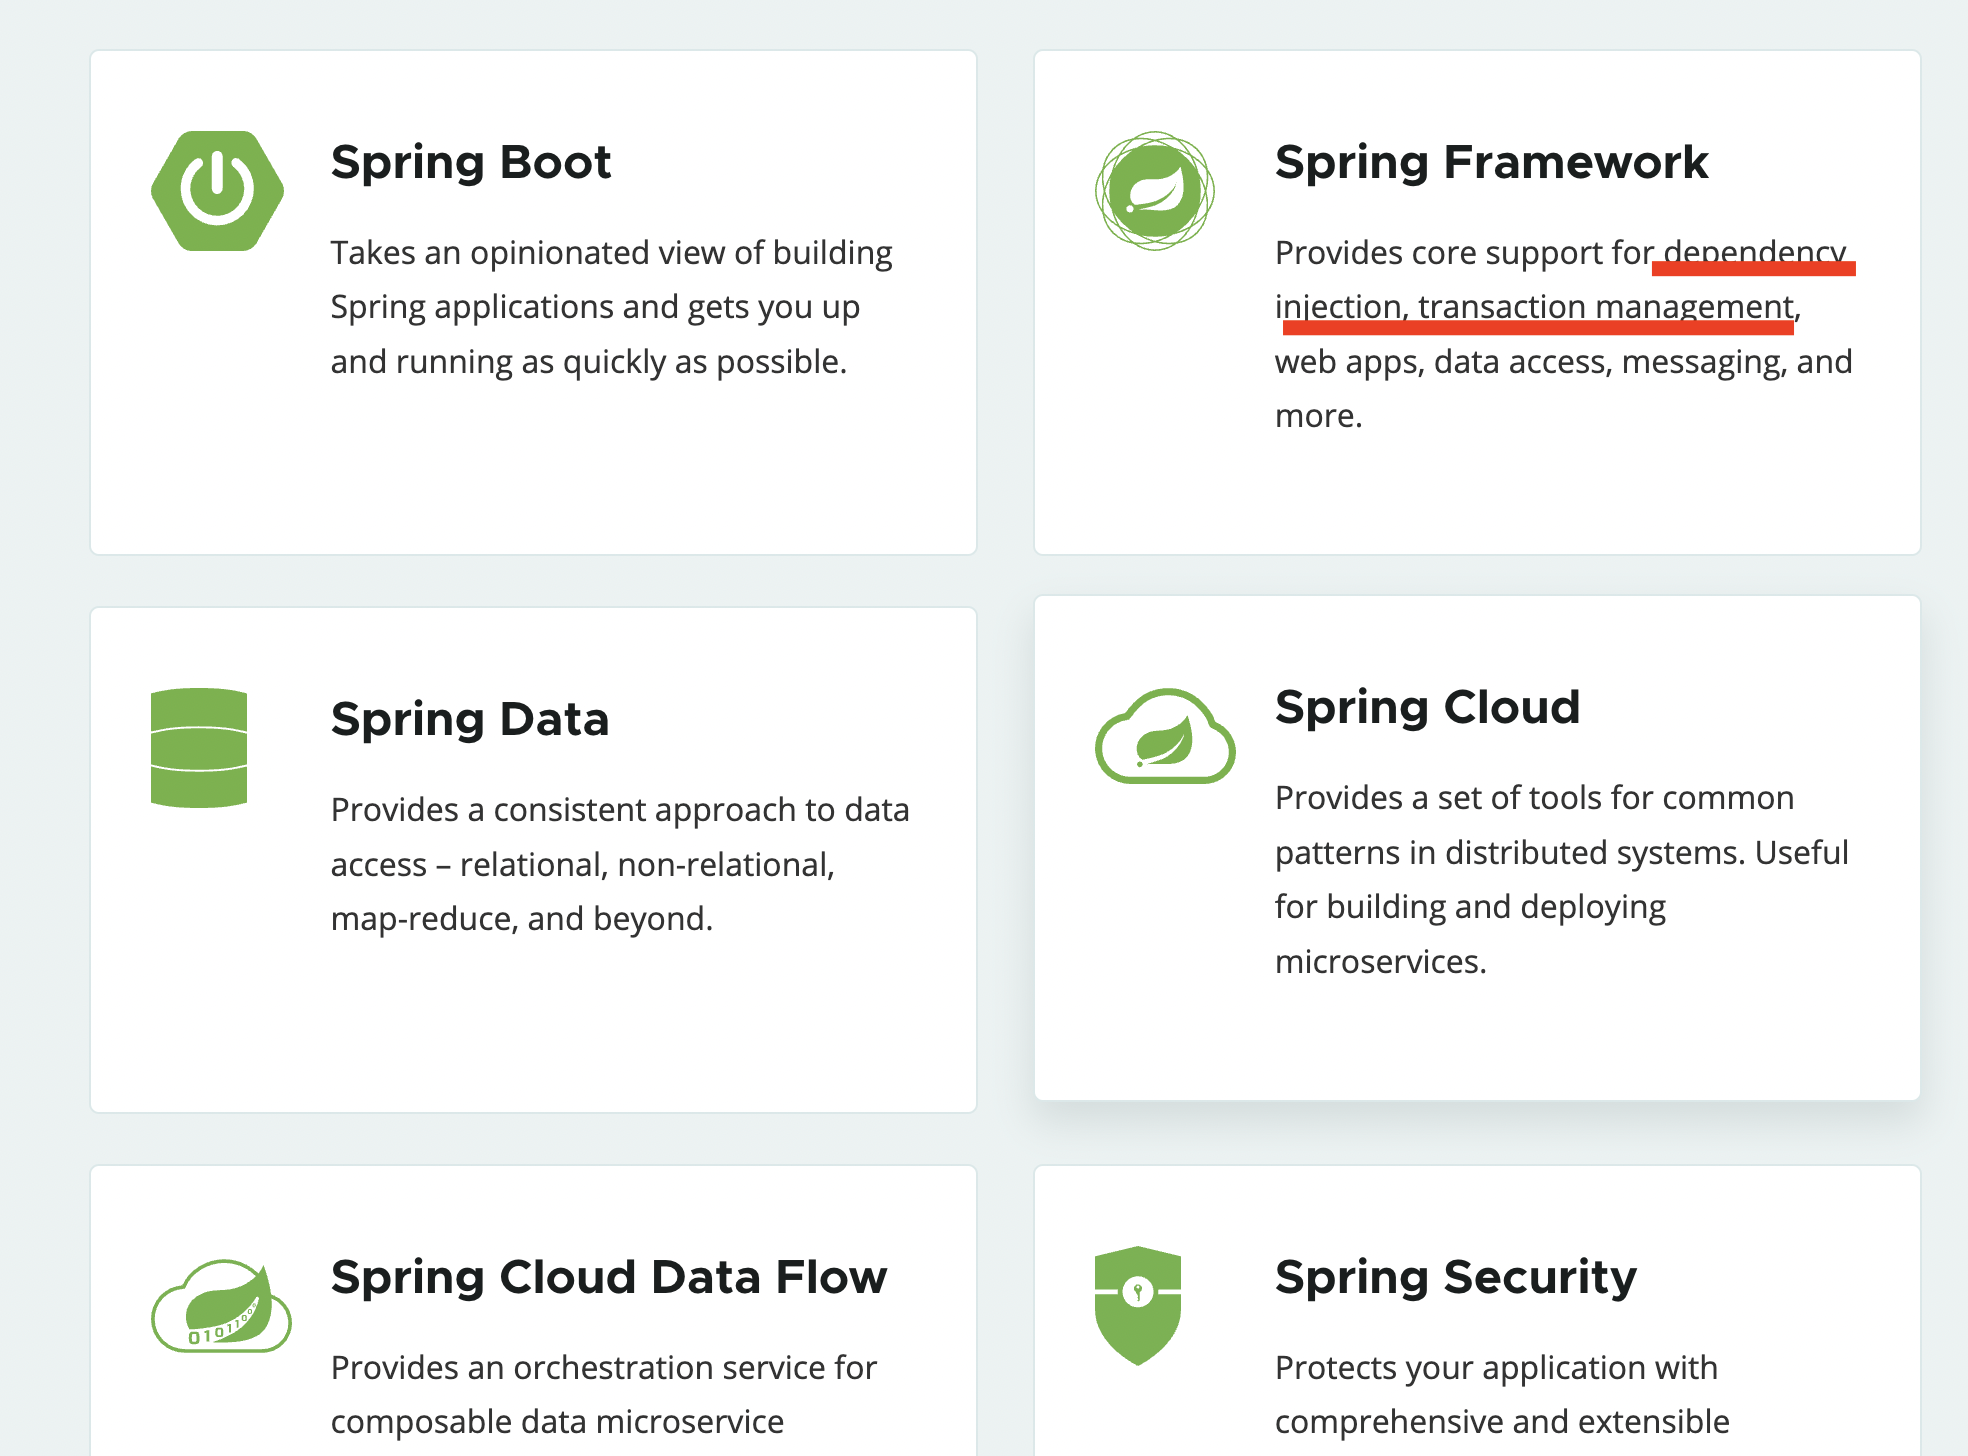 Spring Boot
Takes an opinionated view of building
Spring applications and gets you up
and running as quickly as possible.
Spring Framework
Provides core support for dependency
injection, transaction management,
web apps, data access, messaging, and
more.
Spring Data
Provides a consistent approach to data
access – relational, non-relational,
map-reduce, and beyond.
Spring Cloud
Provides a set of tools for common
patterns in distributed systems. Useful
for building and deploying
microservices.
Spring Cloud Data Flow
Provides an orchestration service for
composable data microservice
Spring Security
Protects your application with
comprehensive and extensible